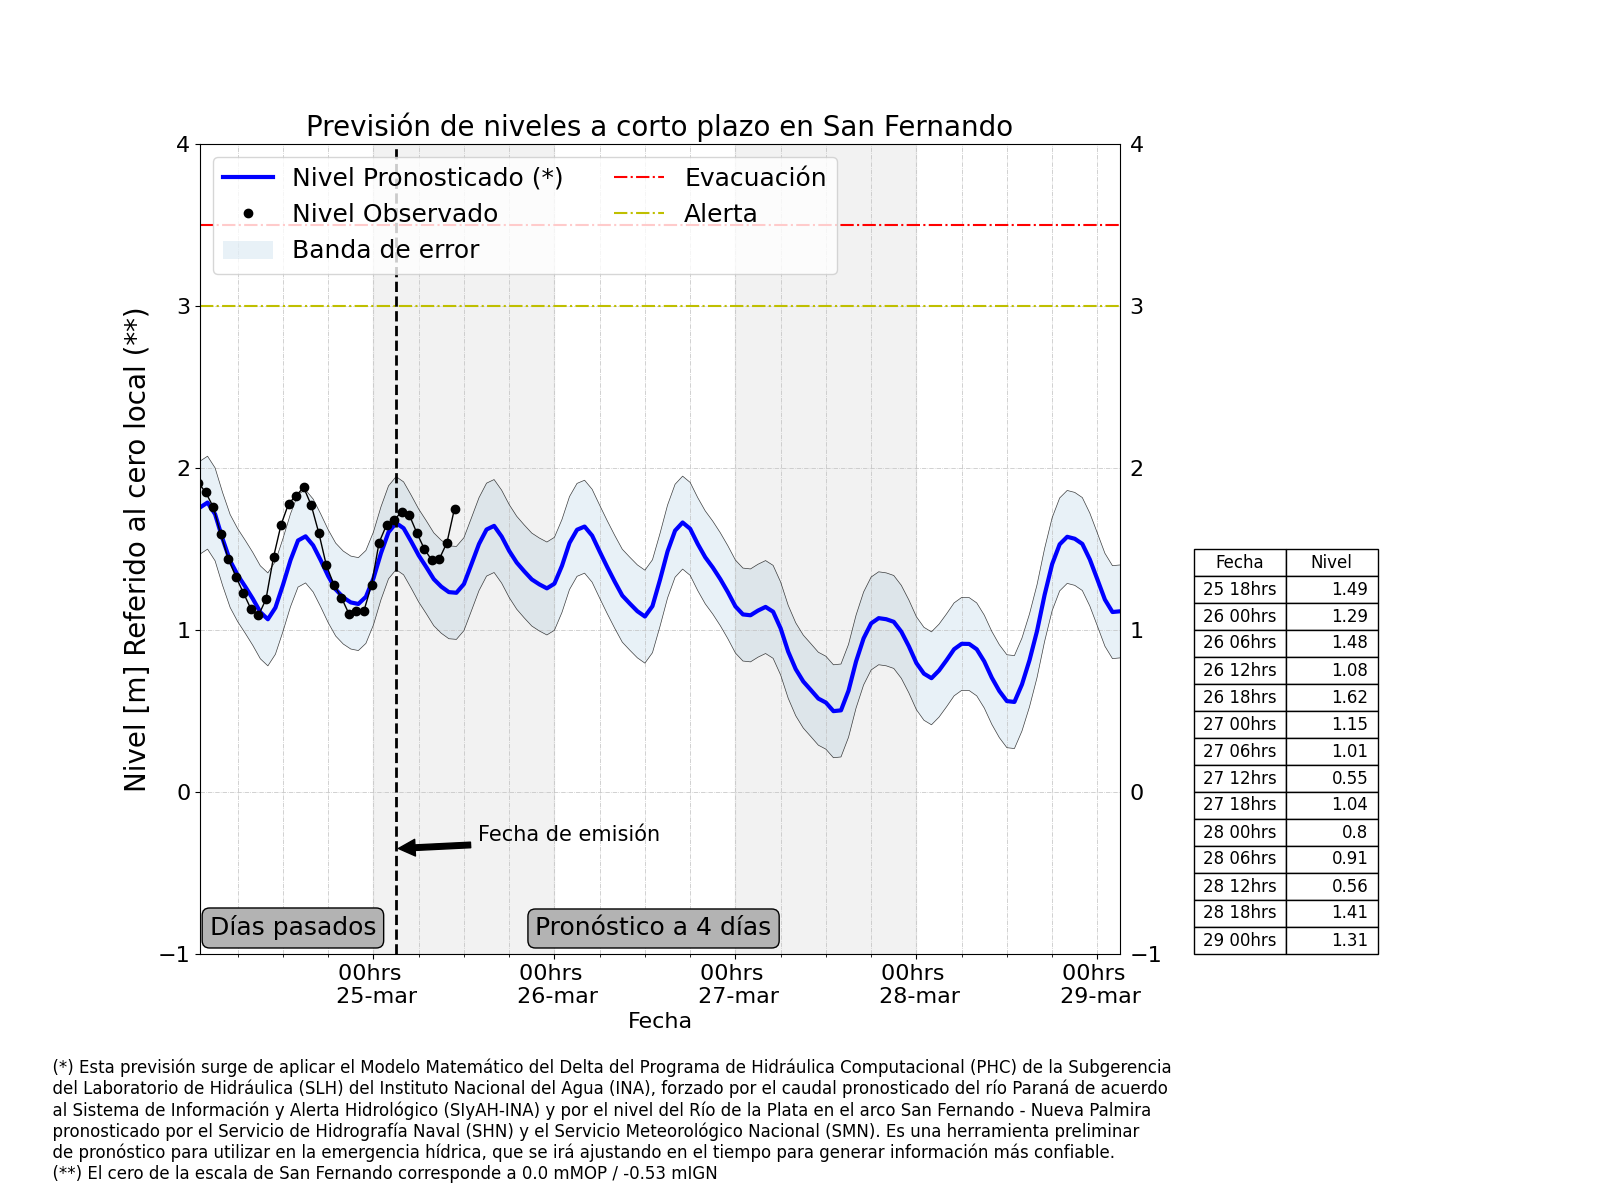 Previsión de niveles a corto plazo en San Fernando
Nivel Pronosticado (*)
Nivel Observado
Banda de error
Evacuación
Alerta
4
3
2
1
0
−1
4
3
2
1
0
−1
Nivel [m] Referido al cero local (**)
Fecha de emisión
Días pasados
Pronóstico a 4 días
00hrs 00hrs 00hrs 00hrs 00hrs
25-mar 26-mar 27-mar 28-mar 29-mar
Fecha
Fecha Nivel
25 18hrs 1.49
26 00hrs 1.29
26 06hrs 1.48
26 12hrs 1.08
26 18hrs 1.62
27 00hrs 1.15
27 06hrs 1.01
27 12hrs 0.55
27 18hrs 1.04
28 00hrs 0.8
28 06hrs 0.91
28 12hrs 0.56
28 18hrs 1.41
29 00hrs 1.31
(*) Esta previsión surge de aplicar el Modelo Matemático del Delta del Programa de Hidráulica Computacional (PHC) de la Subgerencia
del Laboratorio de Hidráulica (SLH) del Instituto Nacional del Agua (INA), forzado por el caudal pronosticado del río Paraná de acuerdo
al Sistema de Información y Alerta Hidrológico (SIyAH-INA) y por el nivel del Río de la Plata en el arco San Fernando - Nueva Palmira
pronosticado por el Servicio de Hidrografía Naval (SHN) y el Servicio Meteorológico Nacional (SMN). Es una herramienta preliminar
de pronóstico para utilizar en la emergencia hídrica, que se irá ajustando en el tiempo para generar información más confiable.
(**) El cero de la escala de San Fernando corresponde a 0.0 mMOP / -0.53 mIGN